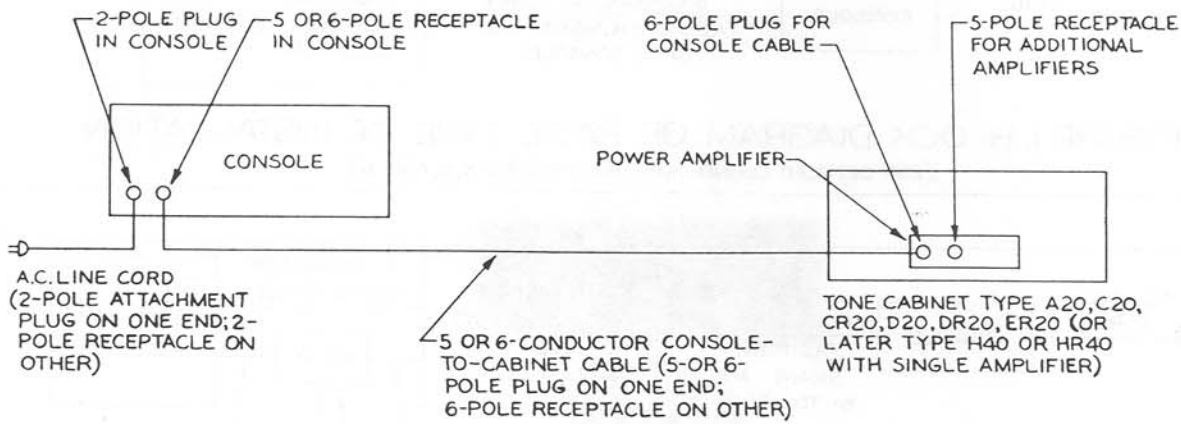 2-POLE PLUG
IN CONSOLE
5 OR 6-POLE RECEPTACLE
IN CONSOLE
6-POLE PLUG FOR
CONSOLE CABLE
5-POLE RECEPTACLE
FOR ADDITIONAL
AMPLIFIERS
CONSOLE
POWER AMPLIFIER
A.C. LINE CORD
(2-POLE ATTACHMENT
PLUG ON ONE END; 2-
POLE RECEPTACLE ON
OTHER)
5 OR 6-CONDUCTOR CONSOLE-
TO-CABINET CABLE (5-OR 6-
POLE PLUG ON ONE END;
6-POLE RECEPTACLE ON OTHER)
TONE CABINET TYPE A20, C20,
CR20, D20, DR20, ER20 (OR
LATER TYPE H40 OR HR40
WITH SINGLE AMPLIFIER)